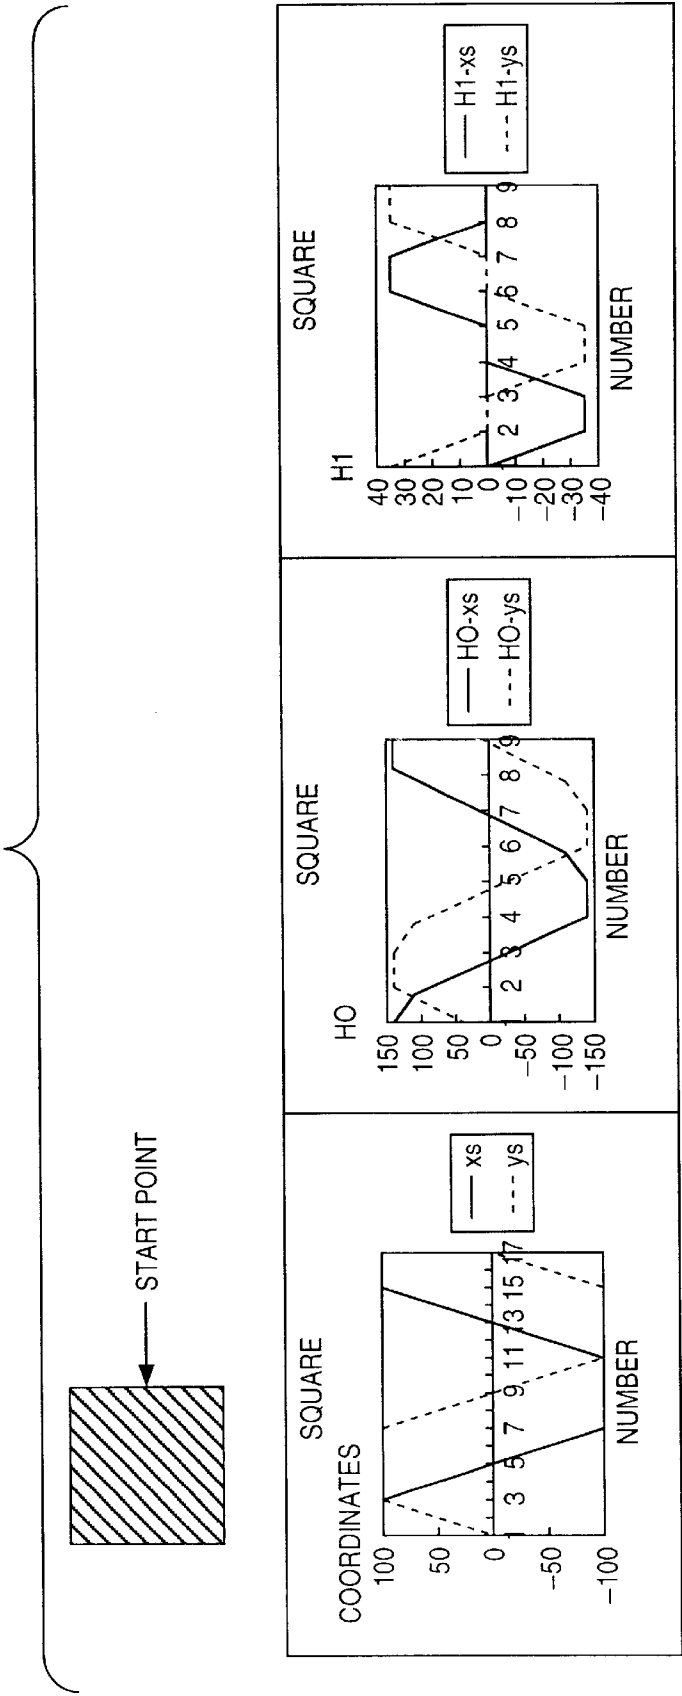 START POINT
SQUARE
COORDINATES
100
50
0
-50
-100
3 5 7 9 11 13 15 17
NUMBER
xs
ys
SQUARE
HO
150
100
50
0
-50
-100
-150
2 3 4 5 6 7 8 9
NUMBER
HO-xs
HO-ys
SQUARE
H1
40
30
20
10
0
-10
-20
-30
-40
2 3 4 5 6 7 8 9
NUMBER
H1-xs
H1-ys